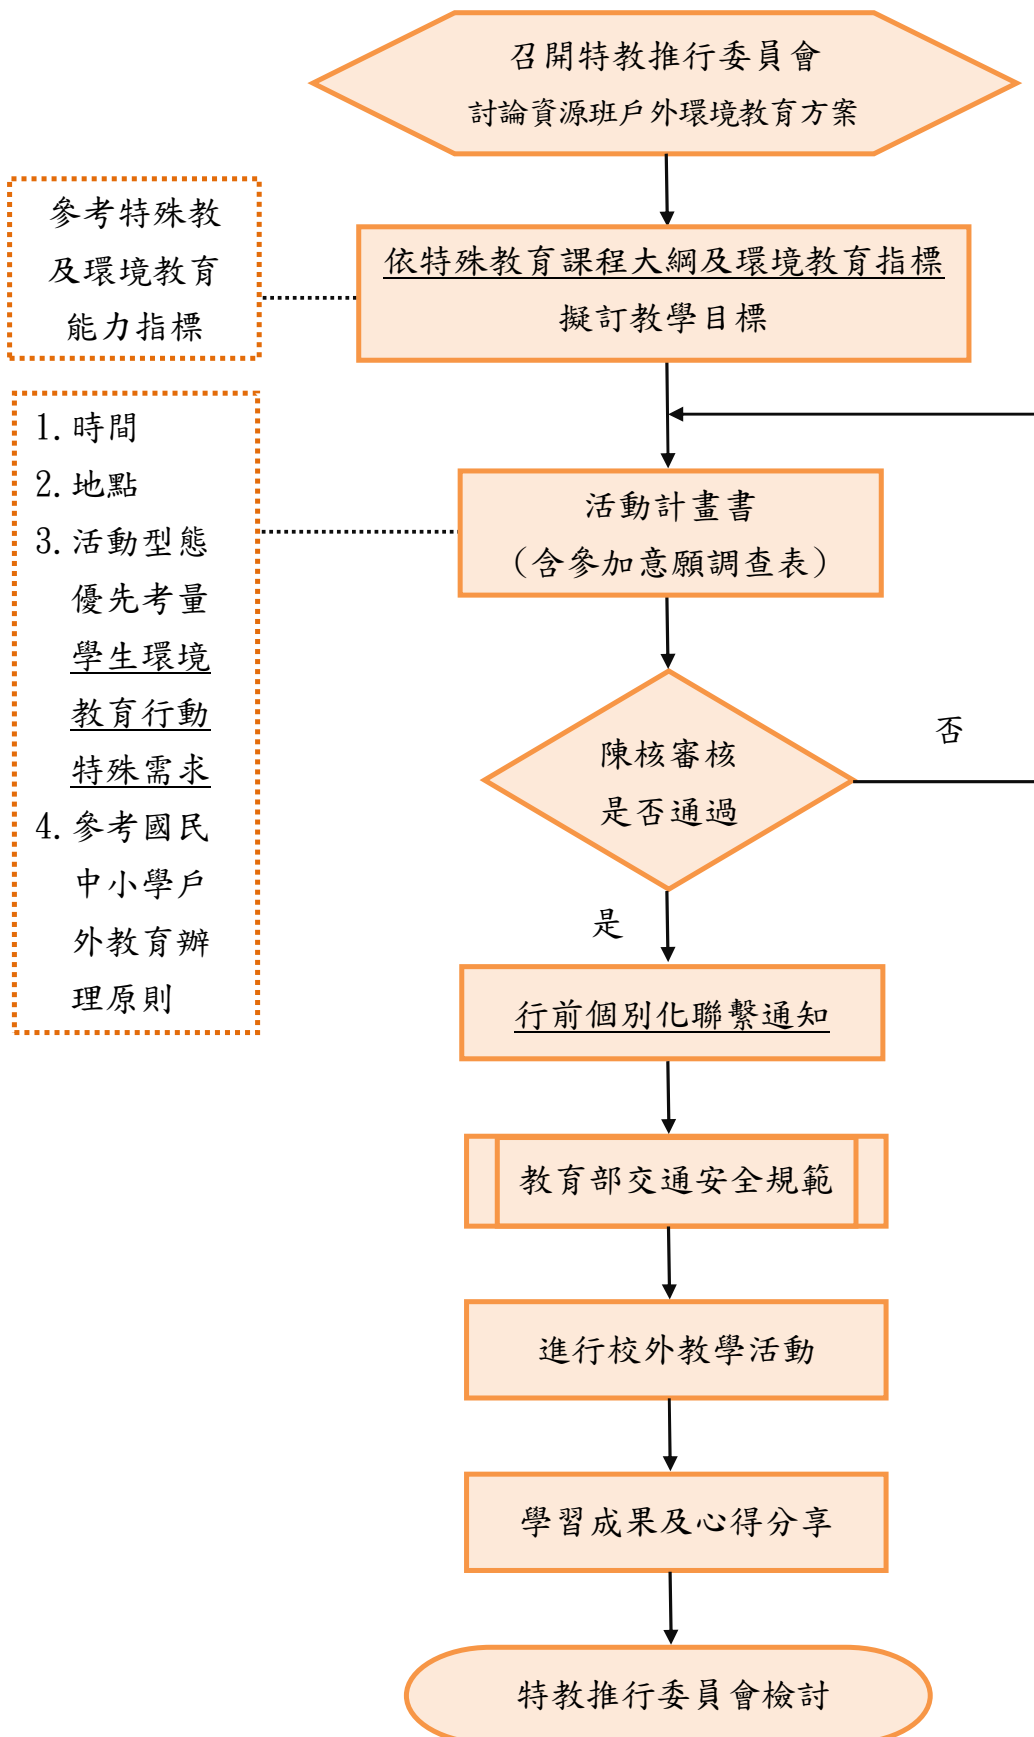 召開特教推行委員會
討論資源班戶外環境教育方案
參考特殊教
及環境教育
能力指標
依特殊教育課程大綱及環境教育指標
擬訂教學目標
1. 時間
2. 地點
3. 活動型態
優先考量
學生環境
教育行動
特殊需求
4. 參考國民
中小學戶
外教育辦
理原則
活動計畫書
（含參加意願調查表）
陳核審核
是否通過
否
是
行前個別化聯繫通知
教育部交通安全規範
進行校外教學活動
學習成果及心得分享
特教推行委員會檢討